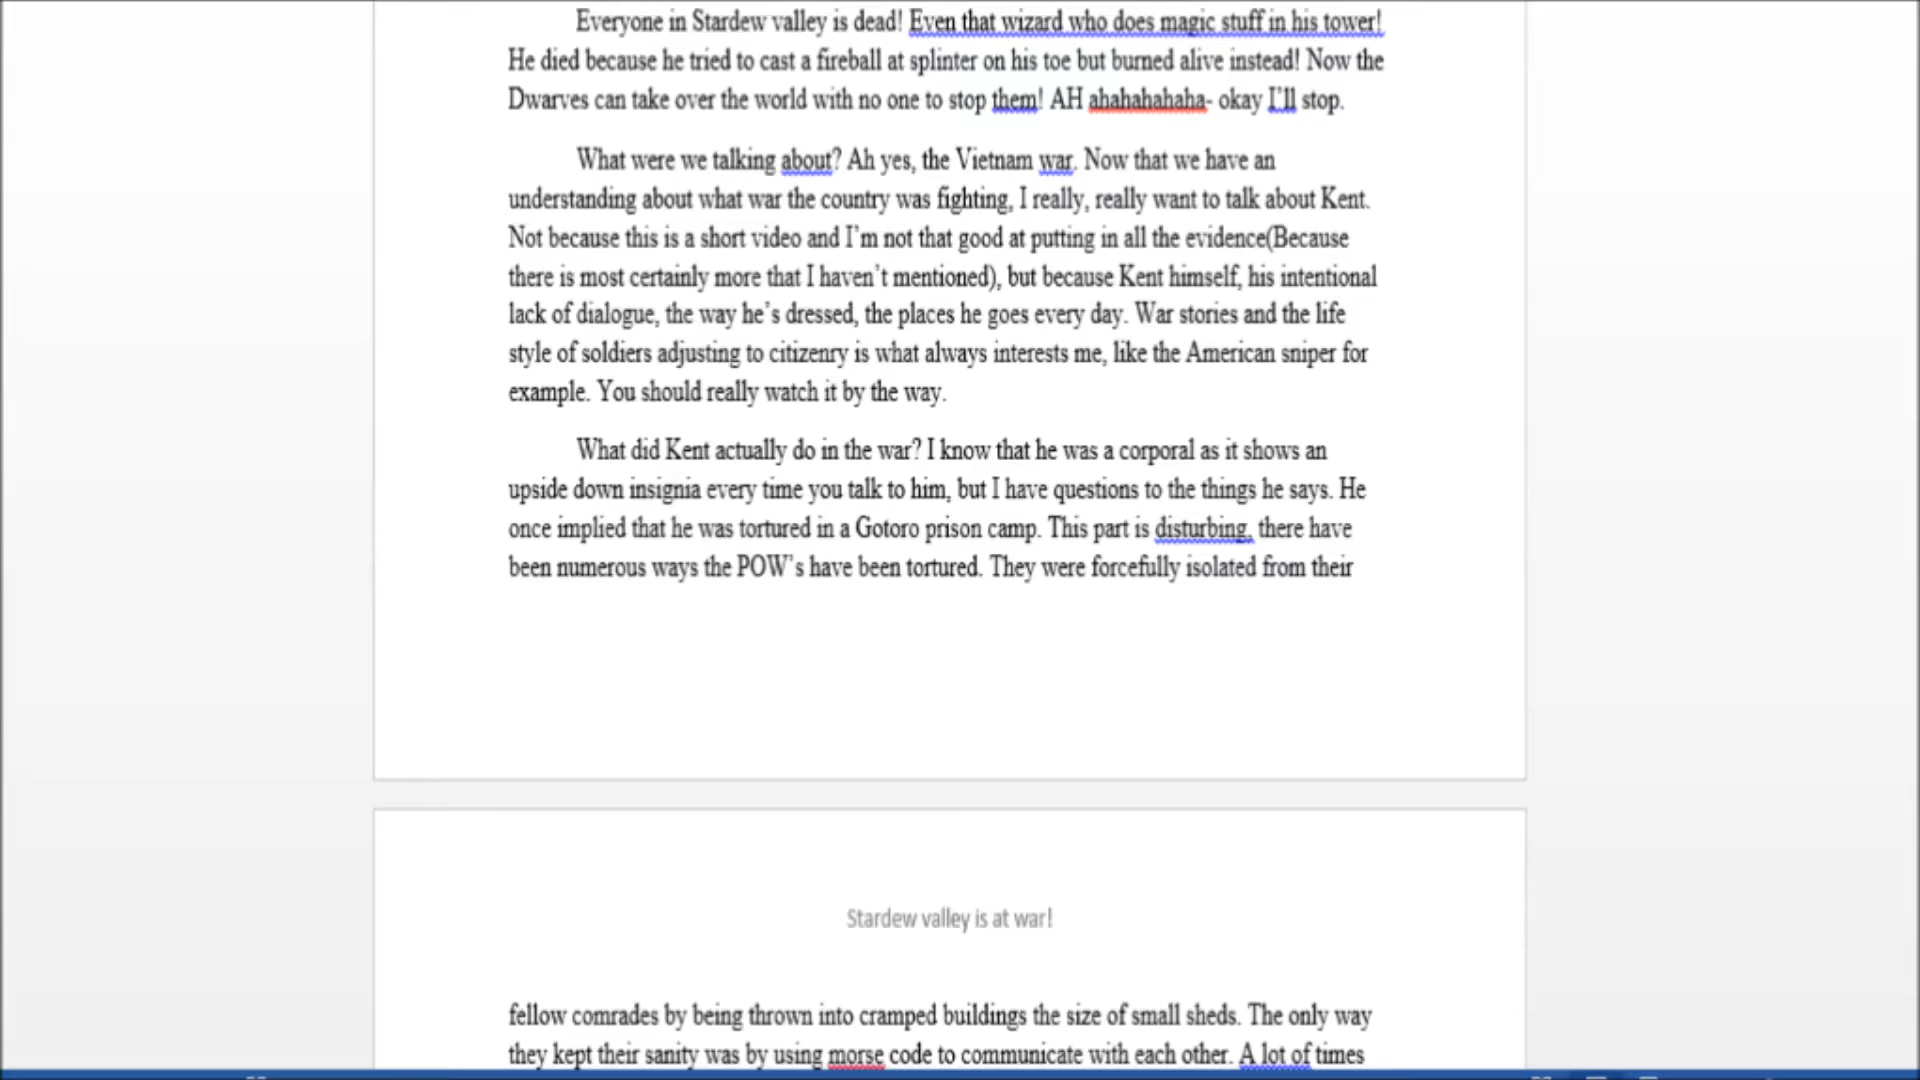 Everyone in Stardew valley is dead! Even that wizard who does magic stuff in his tower!
He died because he tried to cast a fireball at splinter on his toe but burned alive instead! Now the
Dwarves can take over the world with no one to stop them! AH ahahahahaha- okay I'll stop.
What were we talking about? Ah yes, the Vietnam war. Now that we have an
understanding about what war the country was fighting, I really, really want to talk about Kent.
Not because this is a short video and I'm not that good at putting in all the evidence(Because
there is most certainly more that I haven't mentioned), but because Kent himself, his intentional
lack of dialogue, the way he's dressed, the places he goes every day. War stories and the life
style of soldiers adjusting to citizenry is what always interests me, like the American sniper for
example. You should really watch it by the way.
What did Kent actually do in the war? I know that he was a corporal as it shows an
upside down insignia every time you talk to him, but I have questions to the things he says. He
once implied that he was tortured in a Gotoro prison camp. This part is disturbing, there have
been numerous ways the POW's have been tortured. They were forcefully isolated from their
Stardew valley is at war!
fellow comrades by being thrown into cramped buildings the size of small sheds. The only way
they kept their sanity was by using morse code to communicate with each other. A lot of times